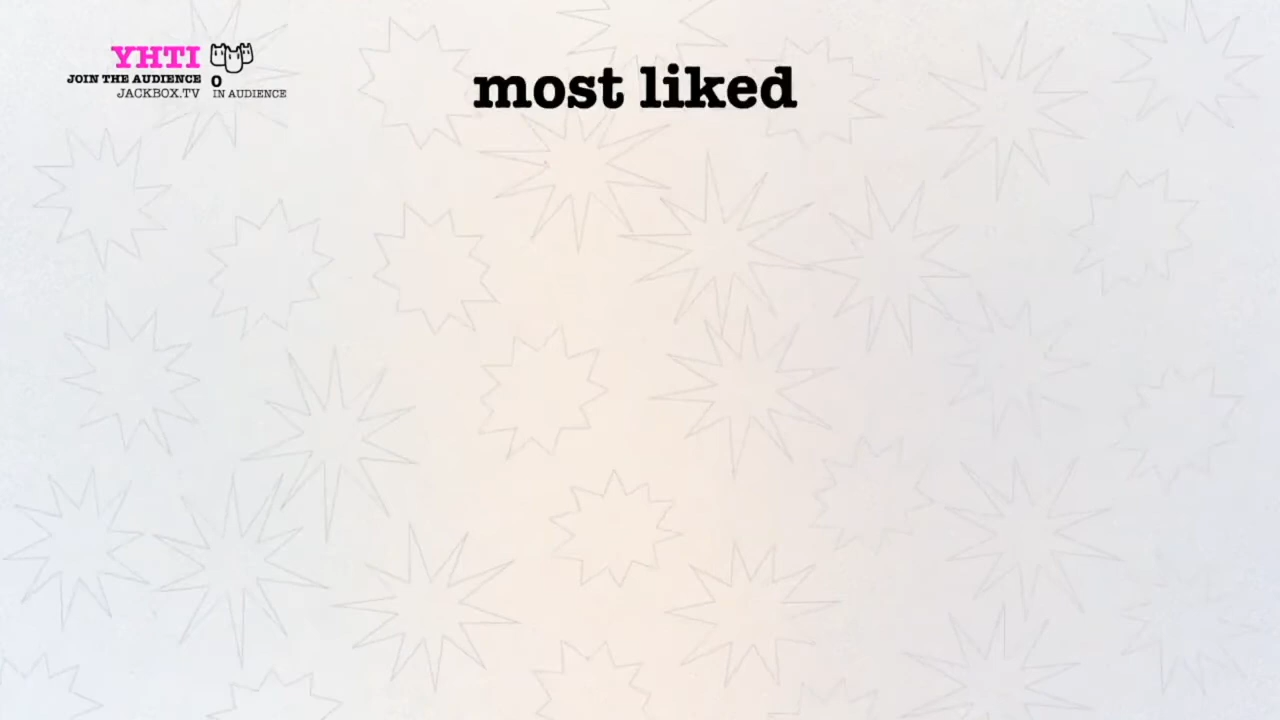 YHTI
JOIN THE AUDIENCE
JACKBOX.TV
0
IN AUDIENCE
most liked